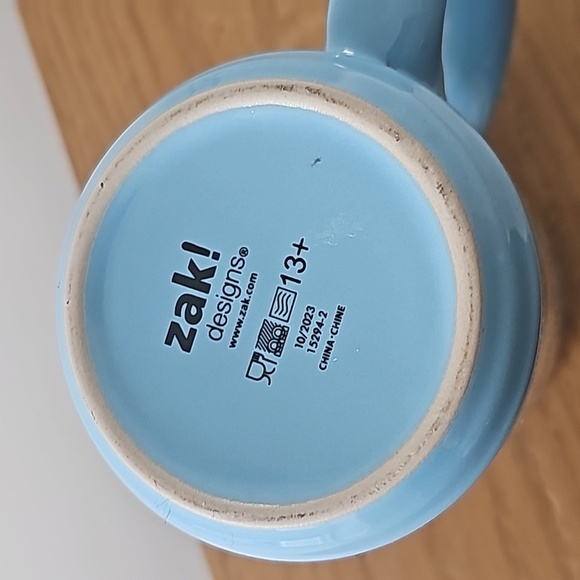 zak!
designs®
www.zak.com
13+
10/2023
15294-2
CHINA·CHINE